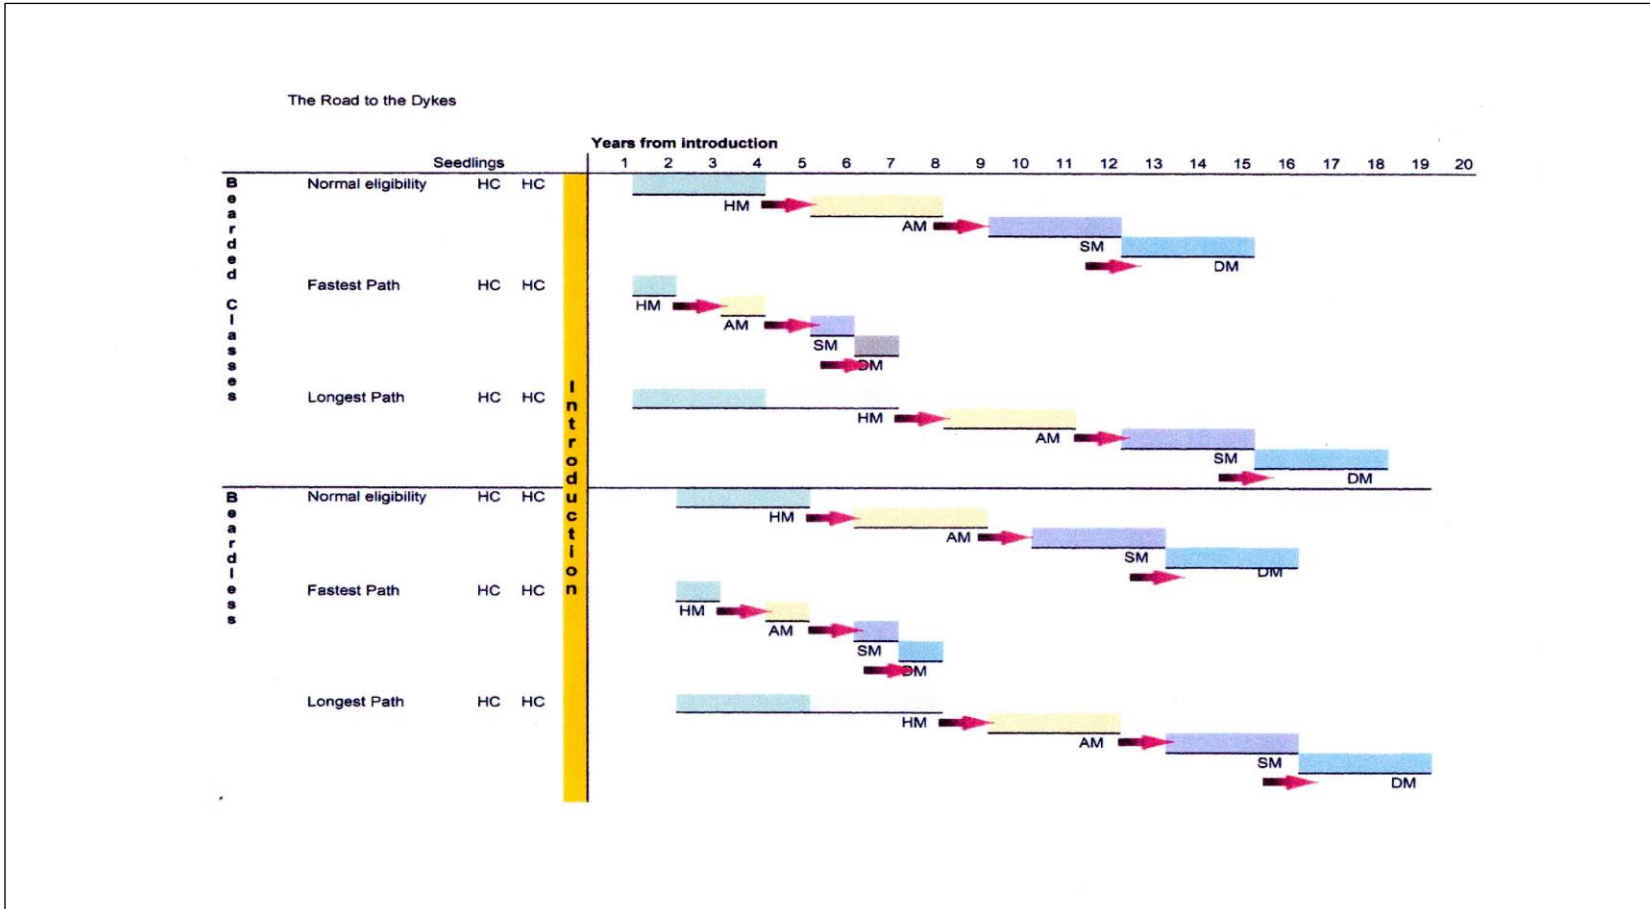 The Road to the Dykes
Years from introduction
Seedlings 1 2 3 4 5 6 7 8 9 10 11 12 13 14 15 16 17 18 19 20
Bearded Classes
Normal eligibility HC HC
HM
AM
SM
DM
Fastest Path HC HC
HM
AM
SM
DM
Introduction
Longest Path HC HC
HM
AM
SM
DM
Beardless
Normal eligibility HC HC
HM
AM
SM
DM
Fastest Path HC HC
HM
AM
SM
DM
Longest Path HC HC
HM
AM
SM
DM